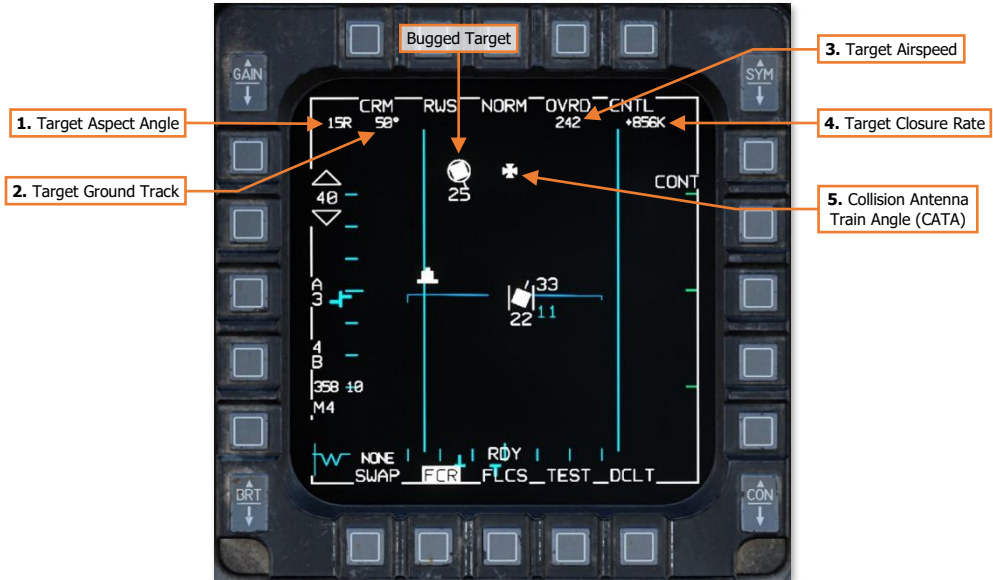 Bugged Target
3. Target Airspeed
GAIN
SYM
1. Target Aspect Angle
CRM RWS NORM OVRD CNTL
15R 50° 242 +856K
4. Target Closure Rate
2. Target Ground Track
CONT
40
25
5. Collision Antenna
Train Angle (CATA)
A
3
33
22 11
4
B
358 10
M4
NONE RDY
SWAP FCR FLCS TEST DCLT
BRT
CON